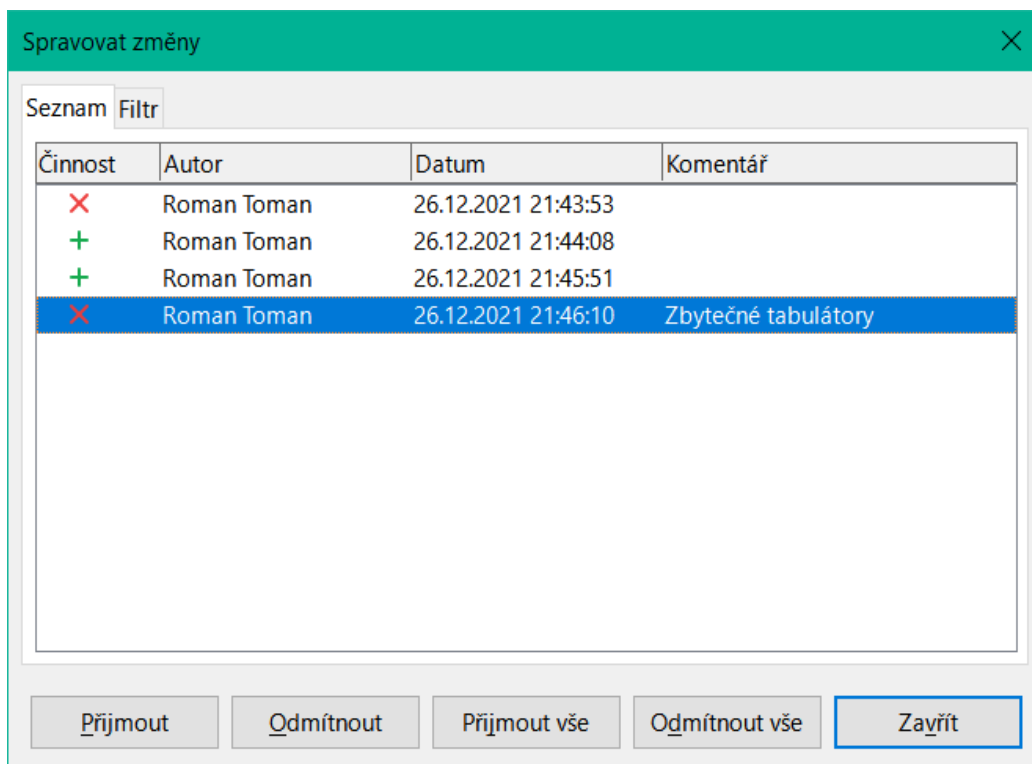 Spravovat změny
Seznam Filtr
Činnost Autor Datum Komentář
Roman Toman 26.12.2021 21:43:53
Roman Toman 26.12.2021 21:44:08
Roman Toman 26.12.2021 21:45:51
Roman Toman 26.12.2021 21:46:10 Zbytečné tabulátory
Přijmout Odmítnout Přijmout vše Odmítnout vše Zavřít